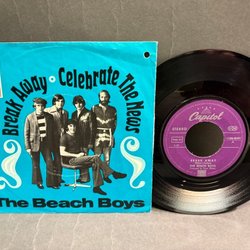 Break Away • Celebrate The News
The Beach Boys
Capitol
STEREO
BREAK AWAY
THE BEACH BOYS